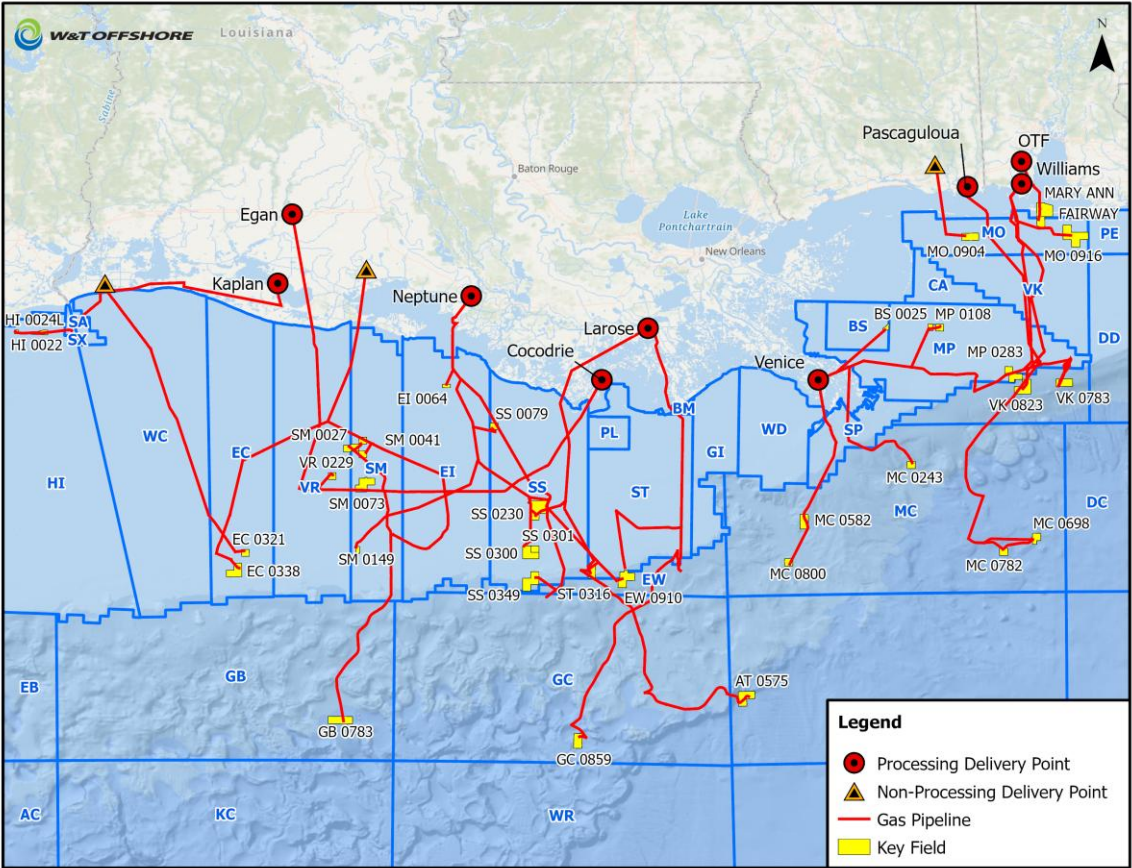 W&T OFFSHORE
Louisiana
N
Sabine
Pascaguloua
OTF
Williams
Baton Rouge
MARY ANN
FAIRWAY
Egan
Lake
Pontchartrain
MO
PE
MO 0904
MO 0916
New Orleans
Kaplan
Neptune
CA
VK
HI 0024L
SA
SX
HI 0022
Larose
BS
BS 0025
MP 0108
DD
MP
Cocodrie
Venice
MP 0283
EI 0064
VK 0783
VK 0823
BM
SS 0079
WC
SM 0027
SM 0041
PL
WD
SP
EC
GI
VR 0229
SM
EI
MC 0243
HI
VR
SS
ST
SM 0073
DC
SS 0230
MC
MC 0582
SS 0301
EC 0321
MC 0698
SM 0149
SS 0300
EC 0338
MC 0782
MC 0800
EW
SS 0349
ST 0316
EW 0910
GB
GC
EB
AT 0575
GB 0783
GC 0859
AC
KC
WR
Legend
Processing Delivery Point
Non-Processing Delivery Point
Gas Pipeline
Key Field